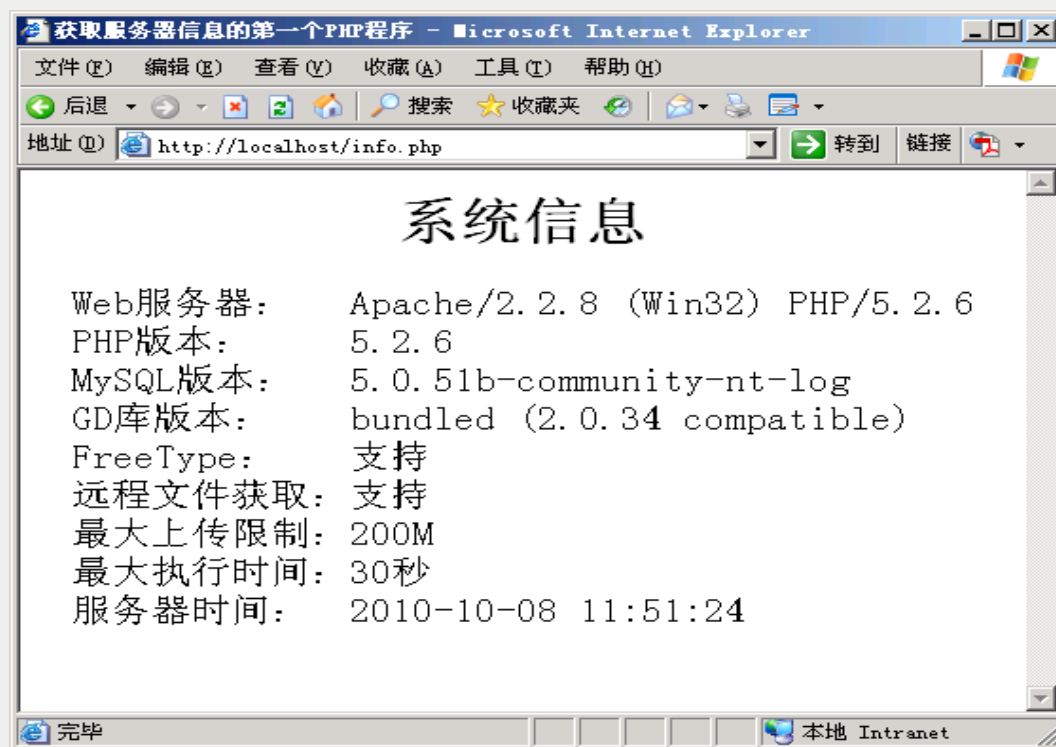 获取服务器信息的第一个PHP程序 - Microsoft Internet Explorer
文件(F) 编辑(E) 查看(V) 收藏(A) 工具(T) 帮助(H)
后退 搜索 收藏夹
地址(D) http://localhost/info.php 转到 链接
系统信息
Web服务器: Apache/2.2.8 (Win32) PHP/5.2.6
PHP版本: 5.2.6
MySQL版本: 5.0.51b-community-nt-log
GD库版本: bundled (2.0.34 compatible)
FreeType: 支持
远程文件获取: 支持
最大上传限制: 200M
最大执行时间: 30秒
服务器时间: 2010-10-08 11:51:24
完毕 本地 Intranet